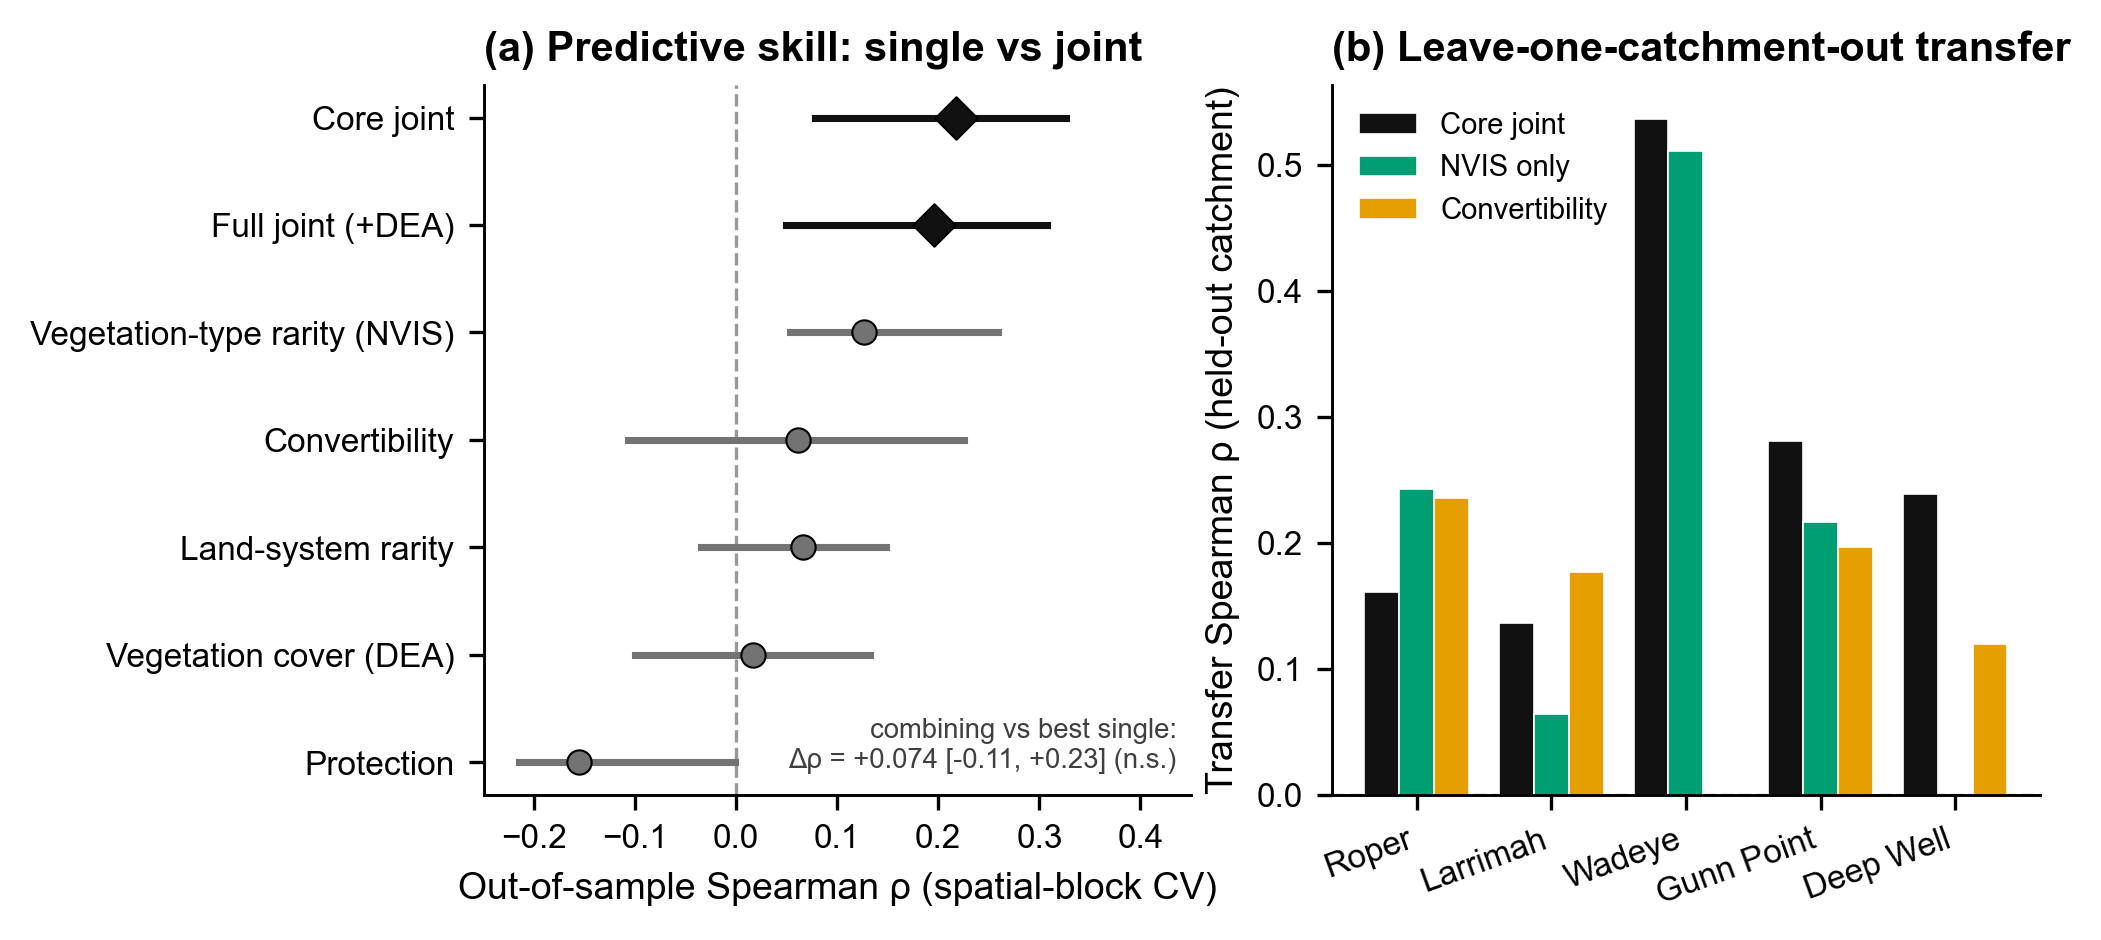 (a) Predictive skill: single vs joint
Core joint
Full joint (+DEA)
Vegetation-type rarity (NVIS)
Convertibility
Land-system rarity
Vegetation cover (DEA)
Protection
combining vs best single:
Δρ = +0.074 [-0.11, +0.23] (n.s.)
−0.2 −0.1 0.0 0.1 0.2 0.3 0.4
Out-of-sample Spearman ρ (spatial-block CV)
(b) Leave-one-catchment-out transfer
Transfer Spearman ρ (held-out catchment)
0.5
0.4
0.3
0.2
0.1
0.0
Core joint
NVIS only
Convertibility
Roper
Larrimah
Wadeye
Gunn Point
Deep Well